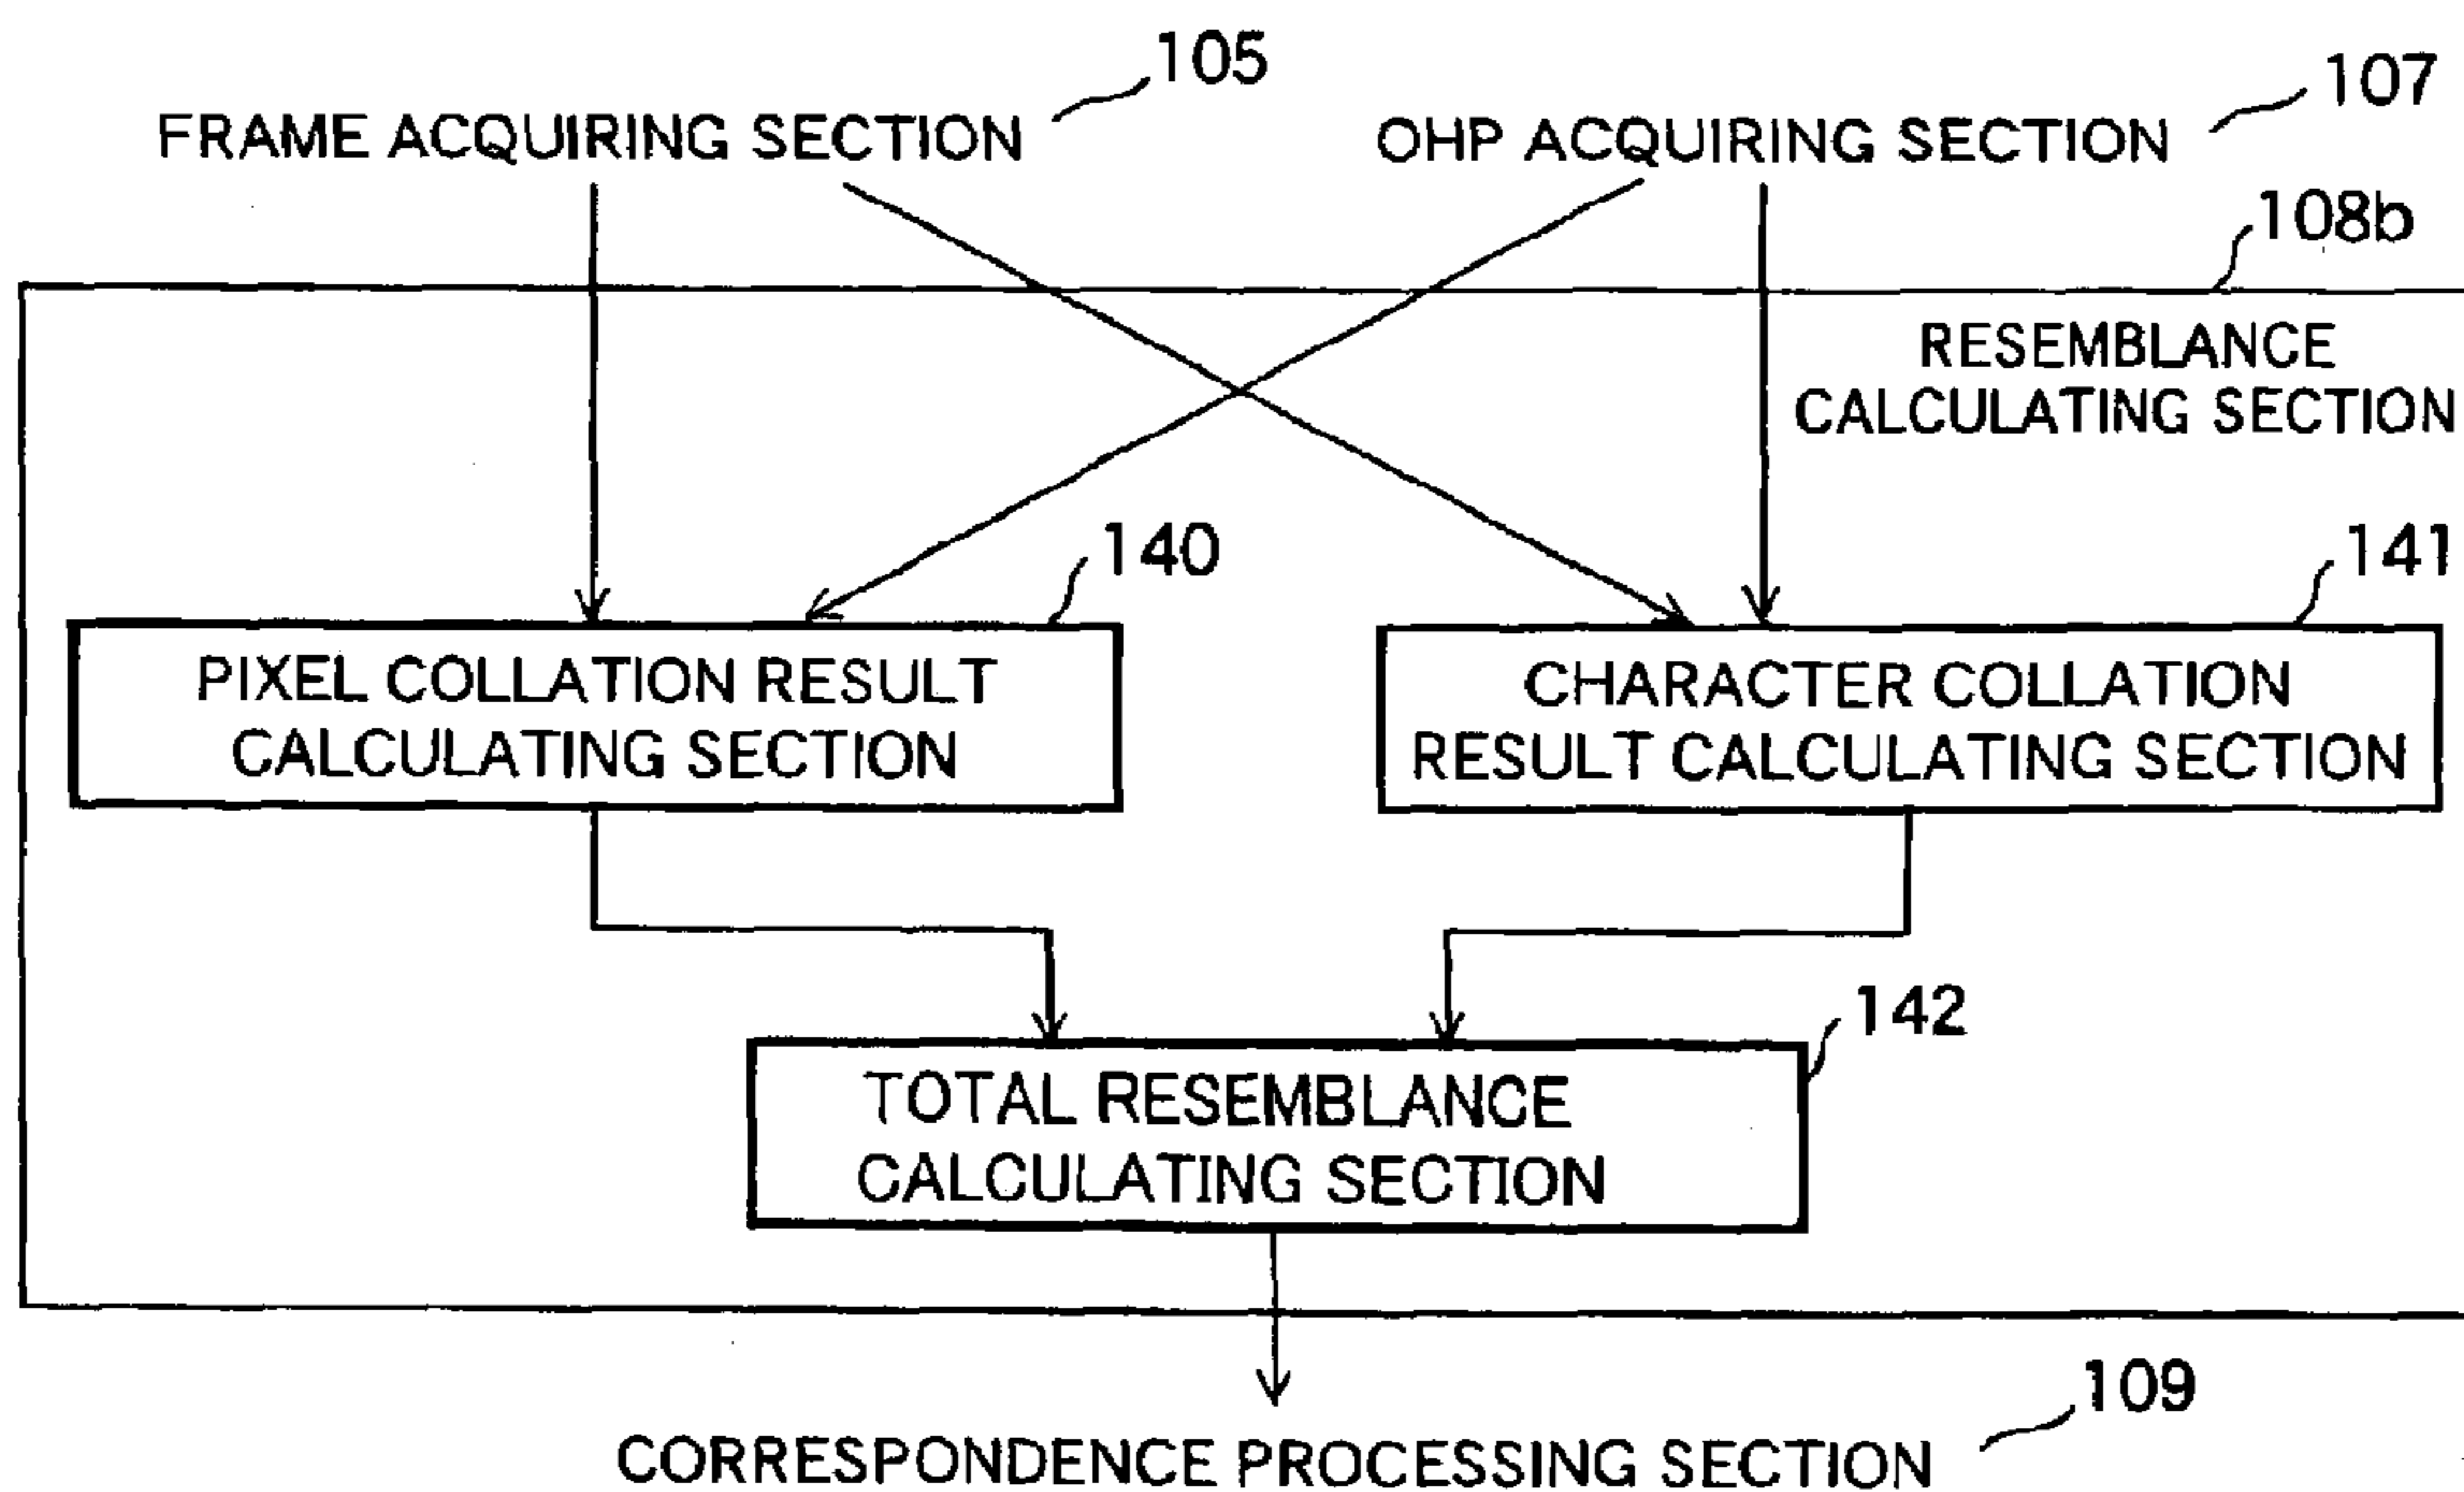 105
FRAME ACQUIRING SECTION
107
OHP ACQUIRING SECTION
108b
RESEMBLANCE
CALCULATING SECTION
140
PIXEL COLLATION RESULT
CALCULATING SECTION
141
CHARACTER COLLATION
RESULT CALCULATING SECTION
142
TOTAL RESEMBLANCE
CALCULATING SECTION
109
CORRESPONDENCE PROCESSING SECTION